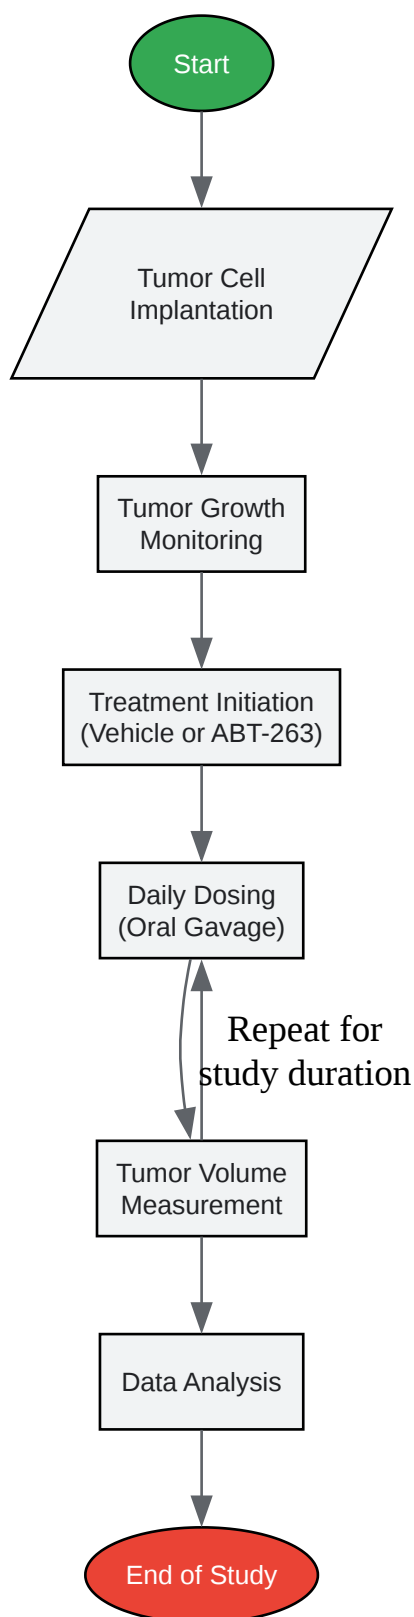 Start
Tumor Cell
Implantation
Tumor Growth
Monitoring
Treatment Initiation
(Vehicle or ABT-263)
Daily Dosing
(Oral Gavage)
Repeat for
study duration
Tumor Volume
Measurement
Data Analysis
End of Study